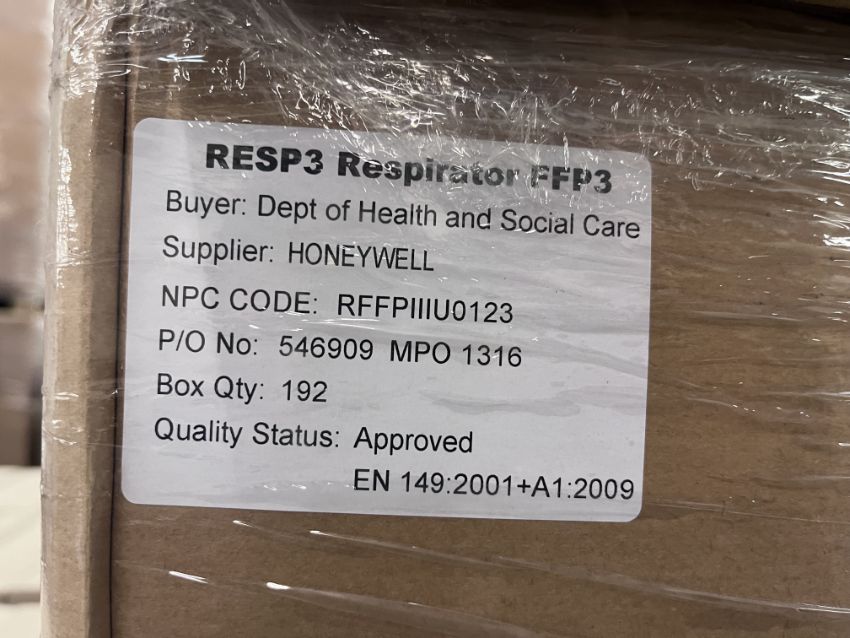 RESP3 Respirator FFP3
Buyer: Dept of Health and Social Care
Supplier: HONEYWELL
NPC CODE: RFFPIIIU0123
P/O No: 546909 MPO 1316
Box Qty: 192
Quality Status: Approved
EN 149:2001+A1:2009